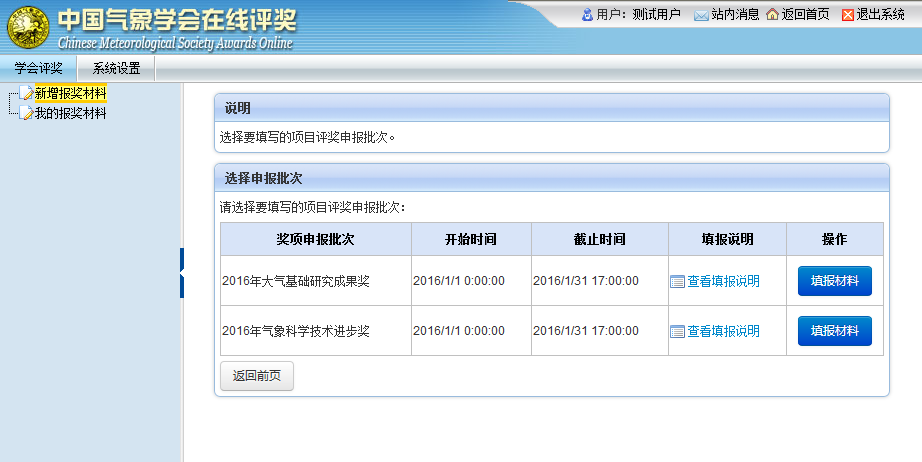 中国气象学会在线评奖
Chinese Meteorological Society Awards Online
用户：测试用户 站内消息 返回首页 退出系统
学会评奖 系统设置
新增报奖材料
我的报奖材料
说明
选择要填写的项目评奖申报批次。
选择申报批次
请选择要填写的项目评奖申报批次：
奖项申报批次 开始时间 截止时间 填报说明 操作
2016年大气基础研究成果奖 2016/1/1 0:00:00 2016/1/31 17:00:00 查看填报说明 填报材料
2016年气象科学技术进步奖 2016/1/1 0:00:00 2016/1/31 17:00:00 查看填报说明 填报材料
返回前页